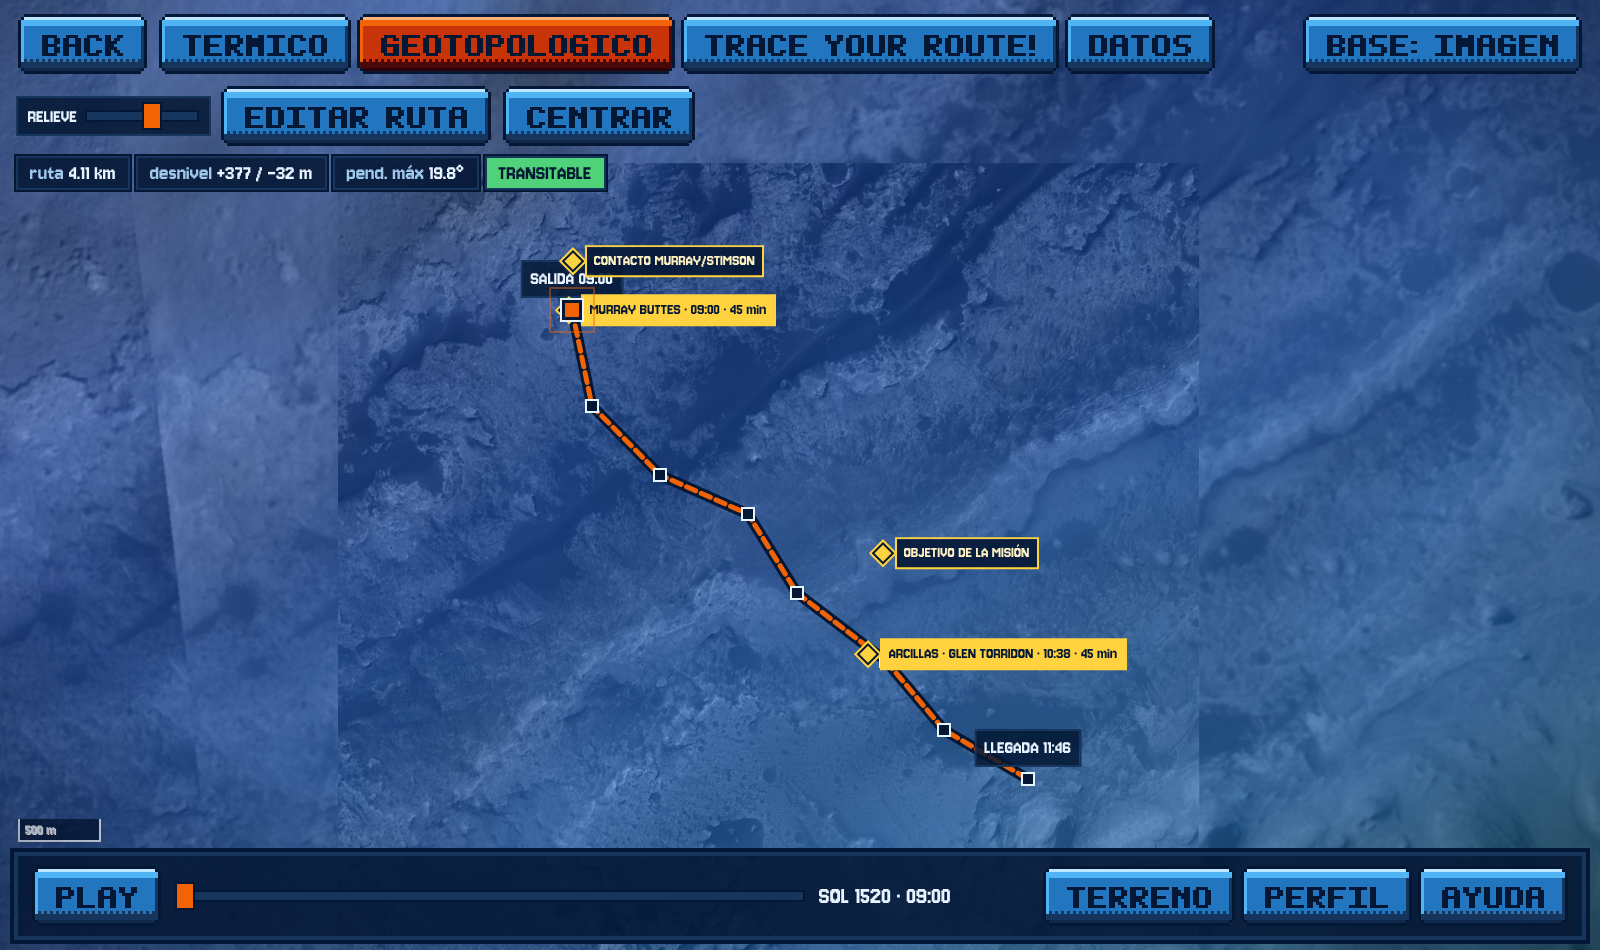 BACK
TERMICO
GEOTOPOLOGICO
TRACE YOUR ROUTE!
DATOS
BASE: IMAGEN
RELIEVE
EDITAR RUTA
CENTRAR
ruta 4.11 km
desnivel +377 / -32 m
pend. máx 19.8°
TRANSITABLE
CONTACTO MURRAY/STIMSON
SALIDA 09:00
MURRAY BUTTES · 09:00 · 45 min
OBJETIVO DE LA MISIÓN
ARCILLAS · GLEN TORRIDON · 10:38 · 45 min
LLEGADA 11:46
500 m
PLAY
SOL 1520 · 09:00
TERRENO
PERFIL
AYUDA